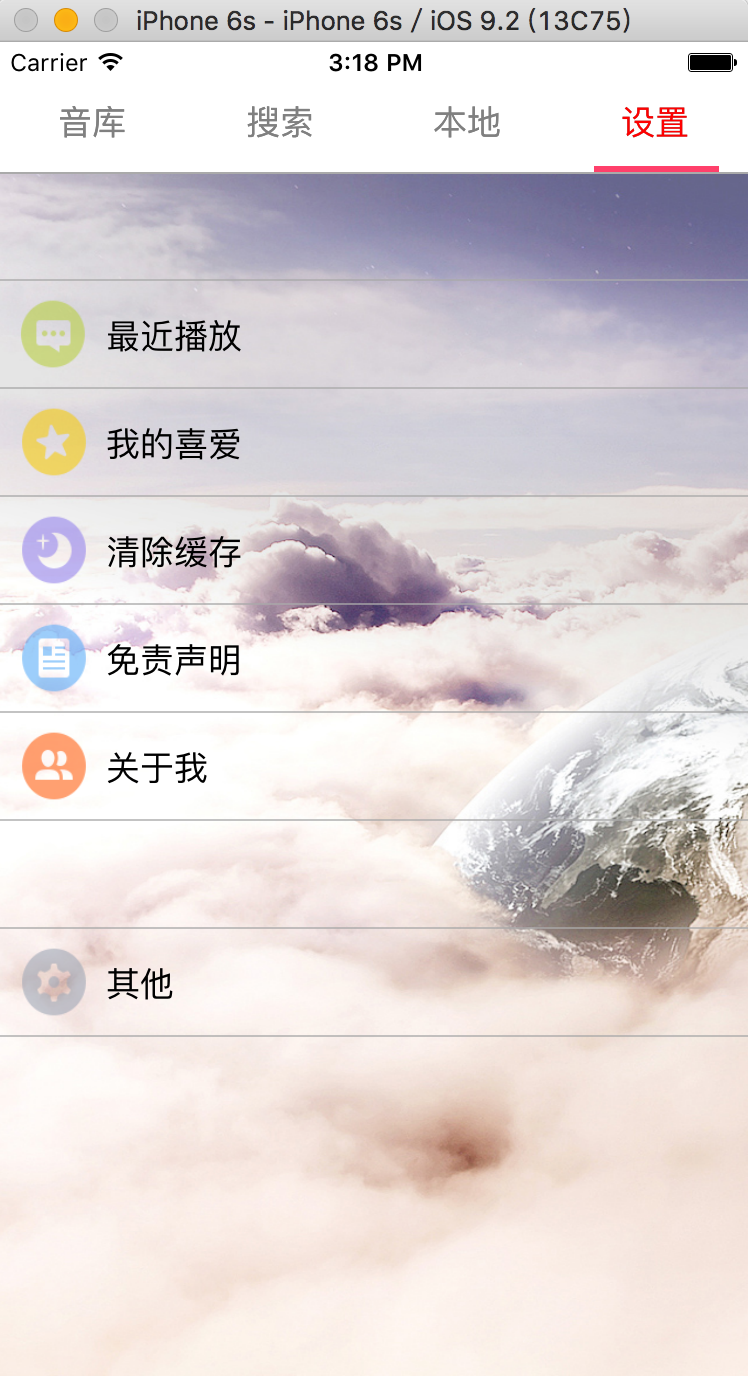 iPhone 6s - iPhone 6s / iOS 9.2 (13C75)
Carrier 3:18 PM
音库 搜索 本地 设置
最近播放
我的喜爱
清除缓存
免责声明
关于我
其他